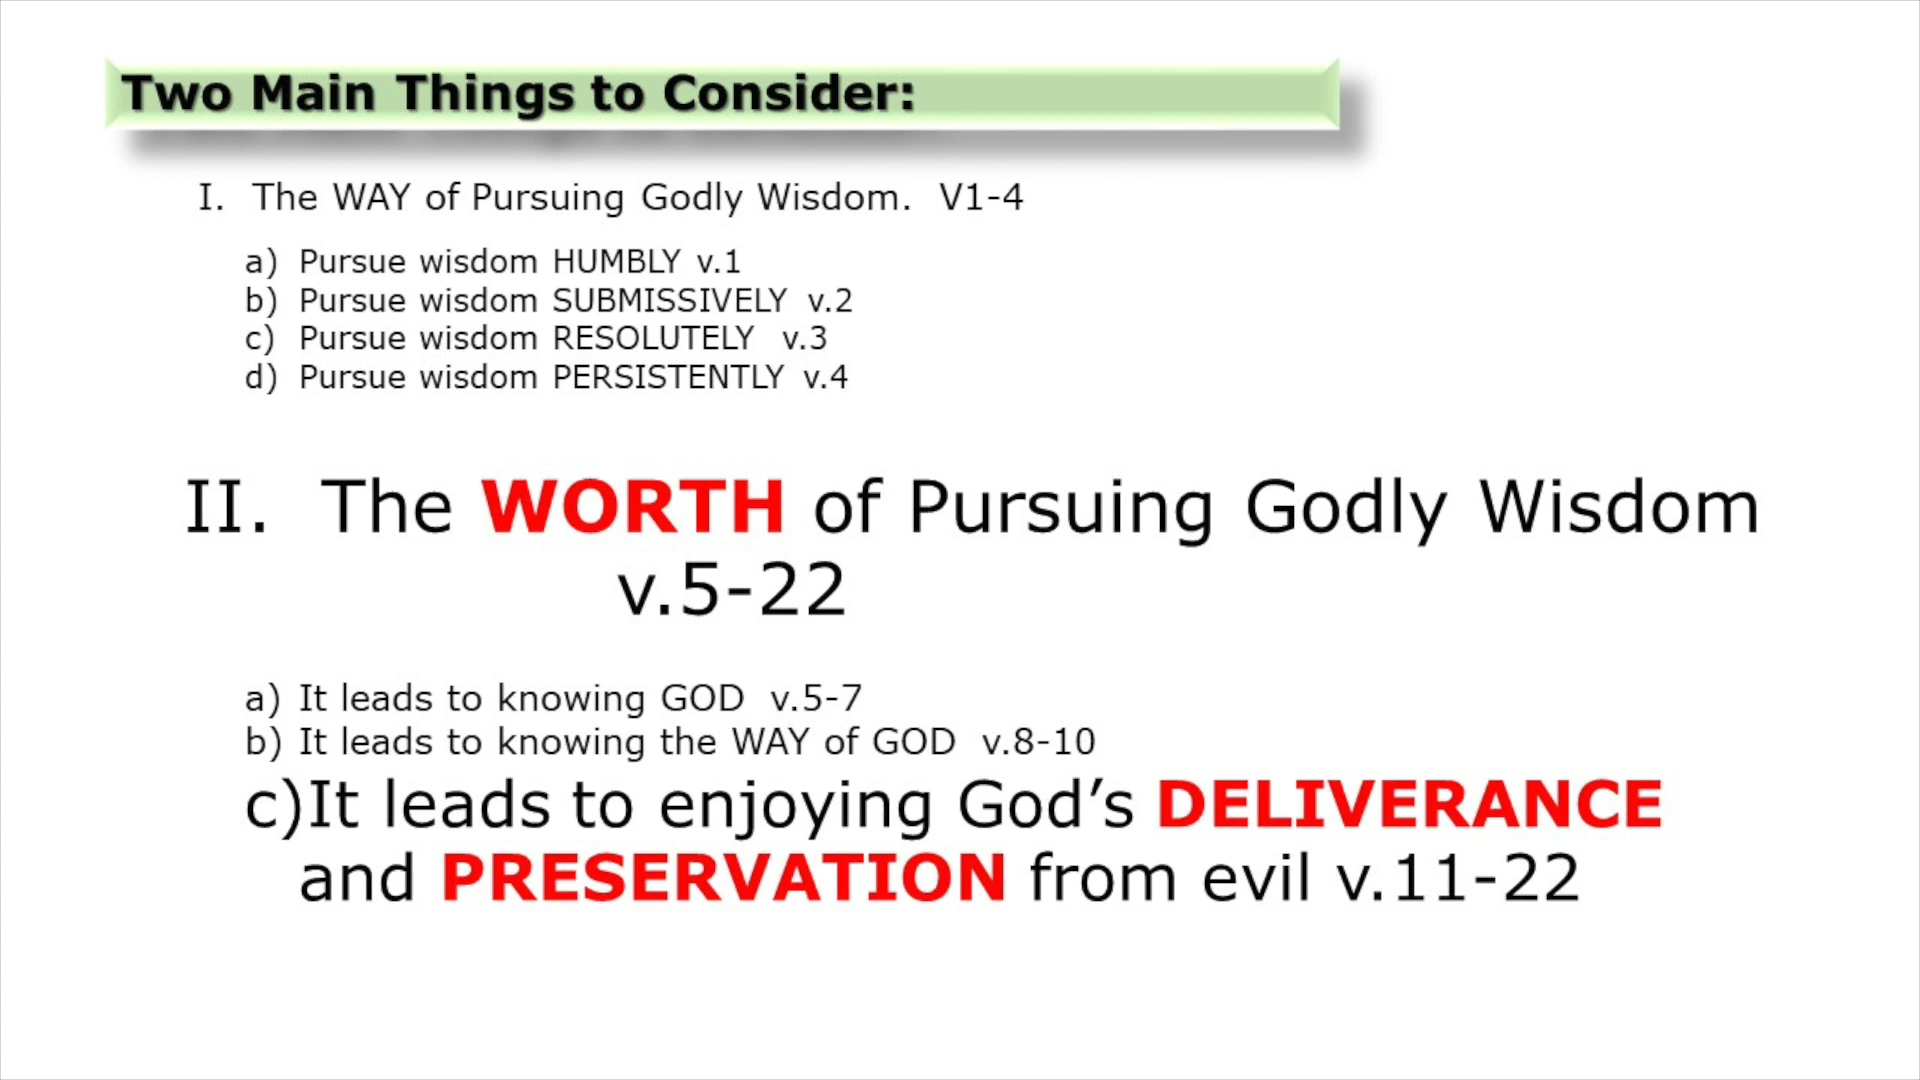 Two Main Things to Consider:
I. The WAY of Pursuing Godly Wisdom. V1-4
a) Pursue wisdom HUMBLY v.1
b) Pursue wisdom SUBMISSIVELY v.2
c) Pursue wisdom RESOLUTELY v.3
d) Pursue wisdom PERSISTENTLY v.4
II. The WORTH of Pursuing Godly Wisdom
v.5-22
a) It leads to knowing GOD v.5-7
b) It leads to knowing the WAY of GOD v.8-10
c)It leads to enjoying God’s DELIVERANCE
and PRESERVATION from evil v.11-22